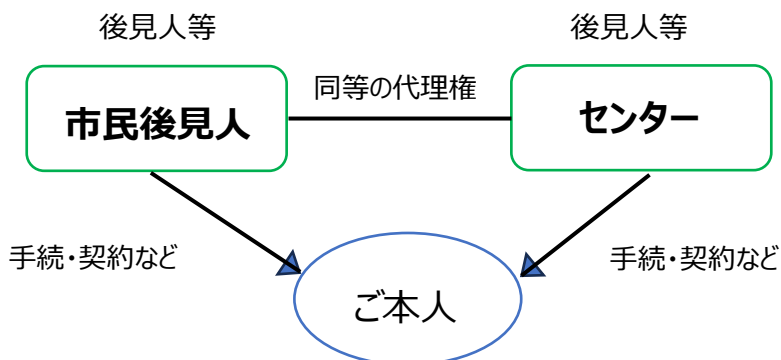 後見人等
後見人等
市民後見人
同等の代理権
センター
手続・契約など
手続・契約など
ご本人